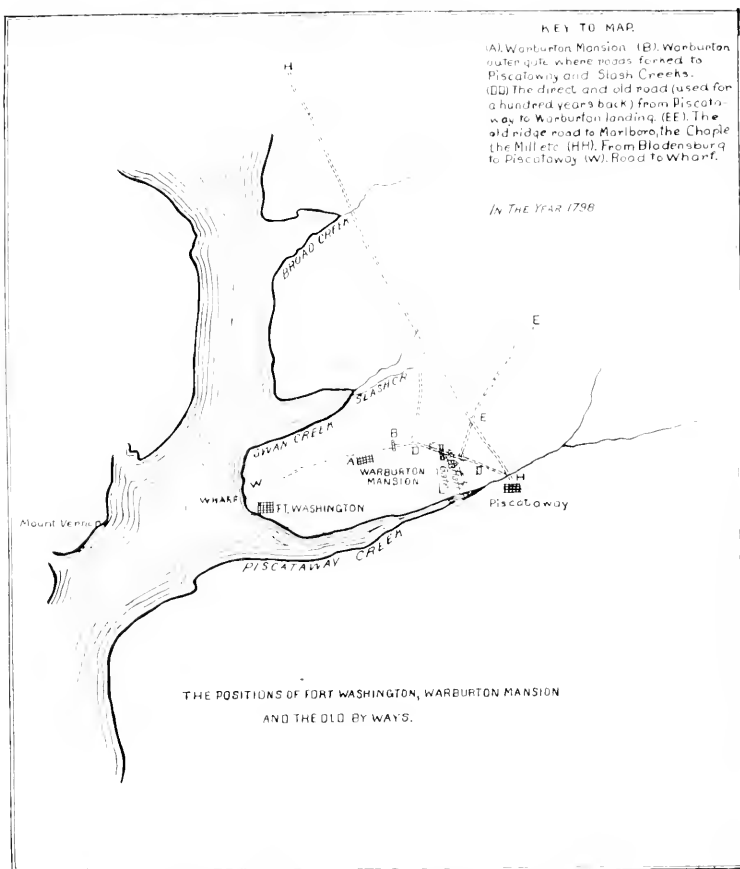 KEY TO MAP.
(A). Warburton Mansion (B). Warburton
outer gate where roads forked to
Piscatowny and Slash Creeks.
(DD) The direct and old road (used for
a hundred years back) from Piscata-
way to Warburton landing. (EE). The
old ridge road to Marlboro, the Chaple
the Mill etc (HH). From Bladensburg
to Piscataway (W). Road to Wharf.
IN THE YEAR 1798
H
BROAD CREEK
E
SLASH CR
E
SWAN CREEK
B
D
A
WARBURTON
MANSION
D
H
W
WHARF
FT. WASHINGTON
Piscataway
Mount Vernon
PISCATAWAY CREEK
THE POSITIONS OF FORT WASHINGTON, WARBURTON MANSION
AND THE OLD BY WAYS.